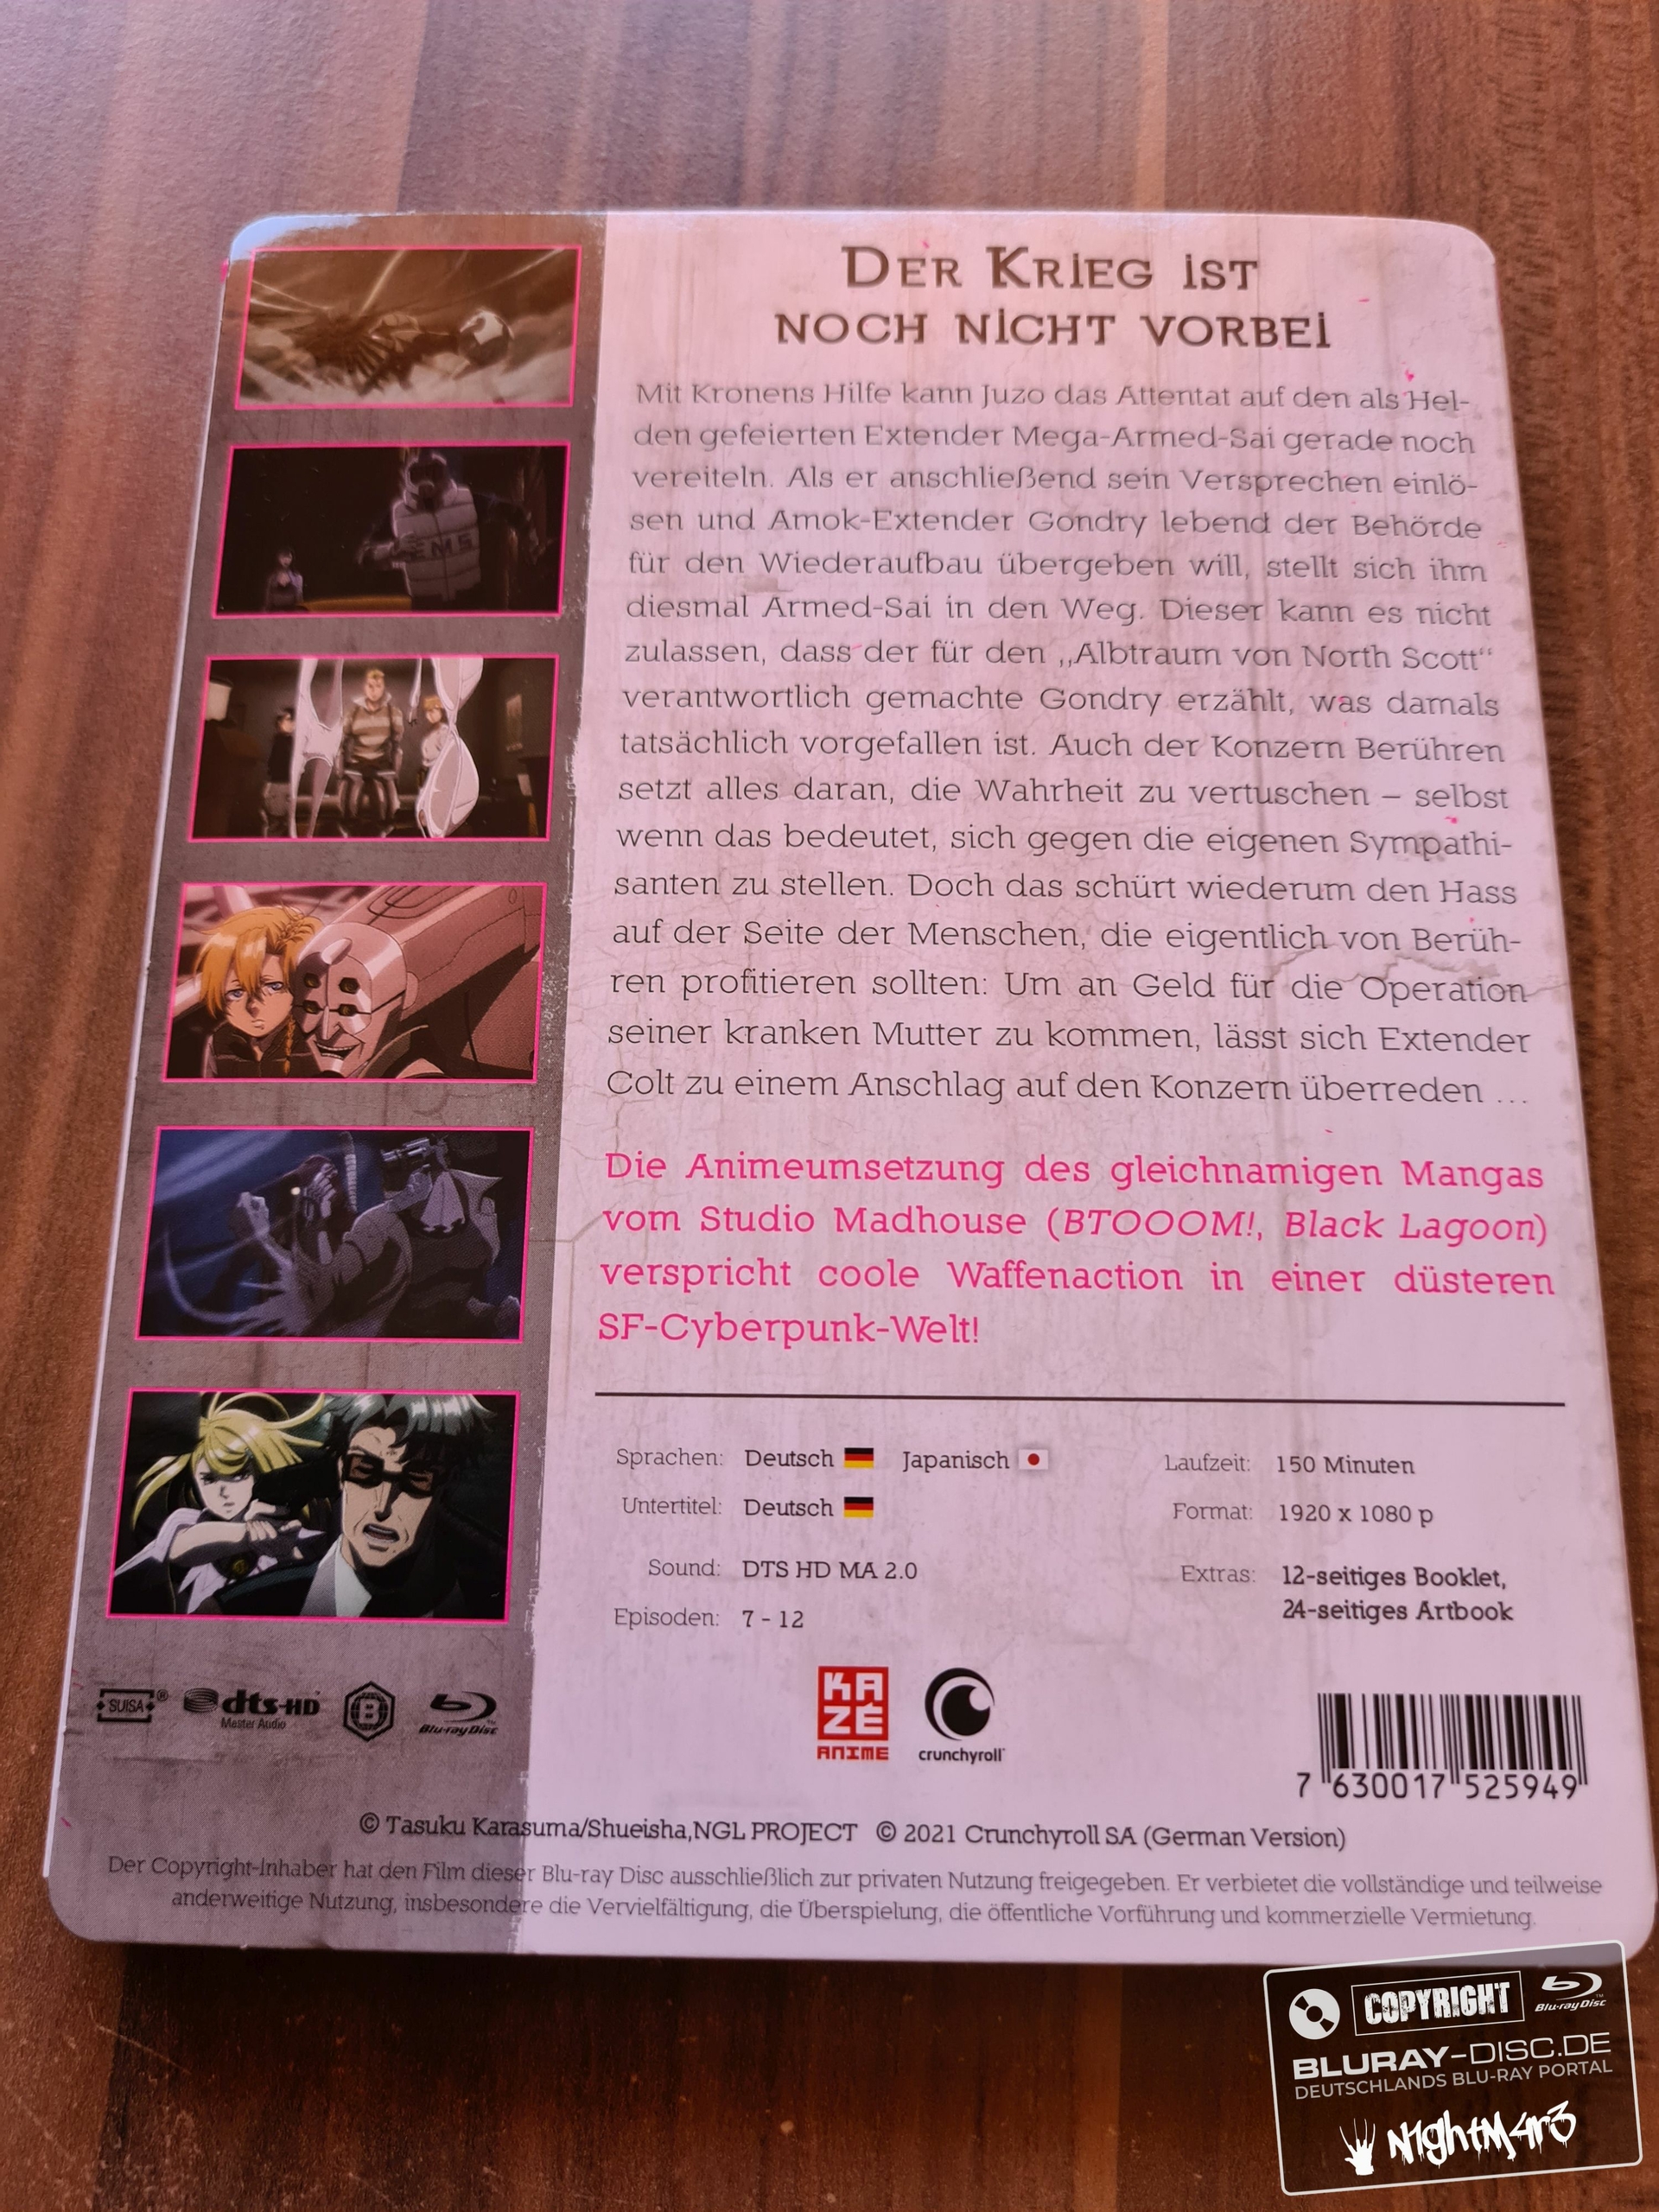 Der Krieg ist
noch nicht vorbei
Mit Kronens Hilfe kann Juzo das Attentat auf den als Hel-
den gefeierten Extender Mega-Armed-Sai gerade noch
vereiteln. Als er anschließend sein Versprechen einlö-
sen und Amok-Extender Gondry lebend der Behörde
für den Wiederaufbau übergeben will, stellt sich ihm
diesmal Armed-Sai in den Weg. Dieser kann es nicht
zulassen, dass der für den „Albtraum von North Scott“
verantwortlich gemachte Gondry erzählt, was damals
tatsächlich vorgefallen ist. Auch der Konzern Berühren
setzt alles daran, die Wahrheit zu vertuschen – selbst
wenn das bedeutet, sich gegen die eigenen Sympathi-
santen zu stellen. Doch das schürt wiederum den Hass
auf der Seite der Menschen, die eigentlich von Berüh-
ren profitieren sollten: Um an Geld für die Operation
seiner kranken Mutter zu kommen, lässt sich Extender
Colt zu einem Anschlag auf den Konzern überreden ...
Die Animeumsetzung des gleichnamigen Mangas
vom Studio Madhouse (BTOOOM!, Black Lagoon)
verspricht coole Waffenaction in einer düsteren
SF-Cyberpunk-Welt!
Sprachen: Deutsch Japanisch
Untertitel: Deutsch
Sound: DTS HD MA 2.0
Episoden: 7 - 12
Laufzeit: 150 Minuten
Format: 1920 x 1080 p
Extras: 12-seitiges Booklet,
24-seitiges Artbook
EMS
SUISA ®
dts-HD
Master Audio
B
Blu-ray Disc
KAZÉ
ANIME
crunchyroll
7 630017 525949
© Tasuku Karasuma/Shueisha,NGL PROJECT © 2021 Crunchyroll SA (German Version)
Der Copyright-Inhaber hat den Film dieser Blu-ray Disc ausschließlich zur privaten Nutzung freigegeben. Er verbietet die vollständige und teilweise
anderweitige Nutzung, insbesondere die Vervielfältigung, die Überspielung, die öffentliche Vorführung und kommerzielle Vermietung.
COPYRIGHT
Blu-ray Disc
BLURAY-DISC.DE
DEUTSCHLANDS BLU-RAY PORTAL
N1ghtM4r3